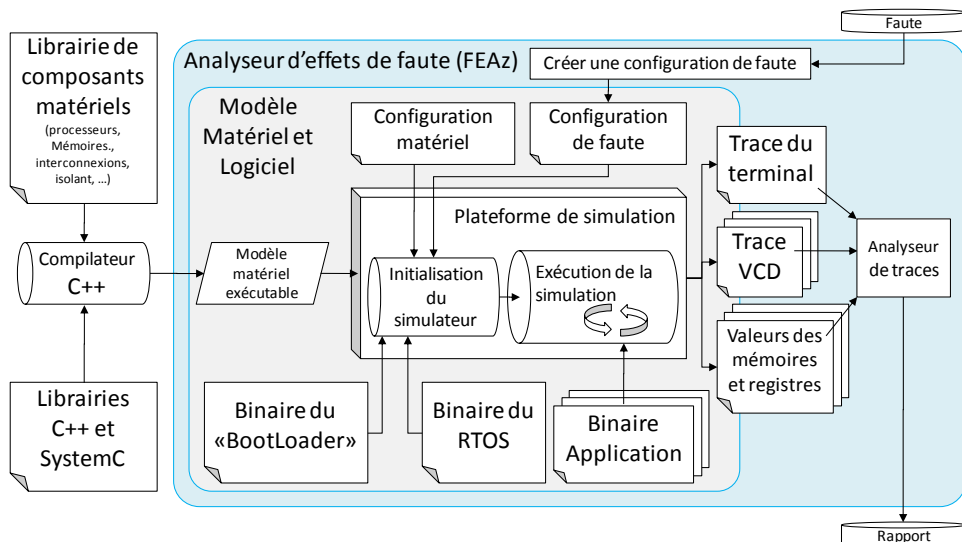 Faute
Librairie de
composants
matériels
(processeurs,
Mémoires.,
interconnexions,
isolant, ...)
Analyseur d'effets de faute (FEAz)
Créer une configuration de faute
Modèle
Matériel et
Logiciel
Configuration
matériel
Configuration
de faute
Trace du
terminal
Plateforme de simulation
Compilateur
C++
Modèle
matériel
exécutable
Initialisation
du
simulateur
Exécution de la
simulation
Trace
VCD
Analyseur
de traces
Valeurs des
mémoires
et registres
Librairies
C++ et
SystemC
Binaire du
«BootLoader»
Binaire du
RTOS
Binaire
Application
Rapport